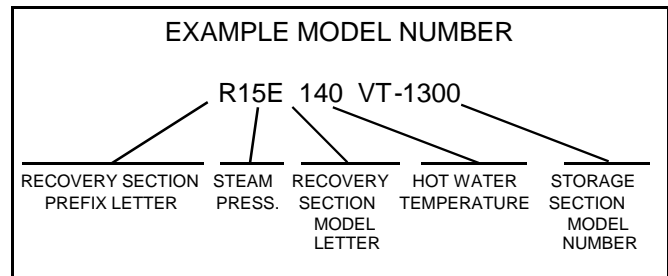 EXAMPLE MODEL NUMBER
R15E 140 VT-1300
RECOVERY SECTION STEAM RECOVERY HOT WATER STORAGE
PREFIX LETTER PRESS. SECTION TEMPERATURE SECTION
MODEL MODEL
LETTER NUMBER